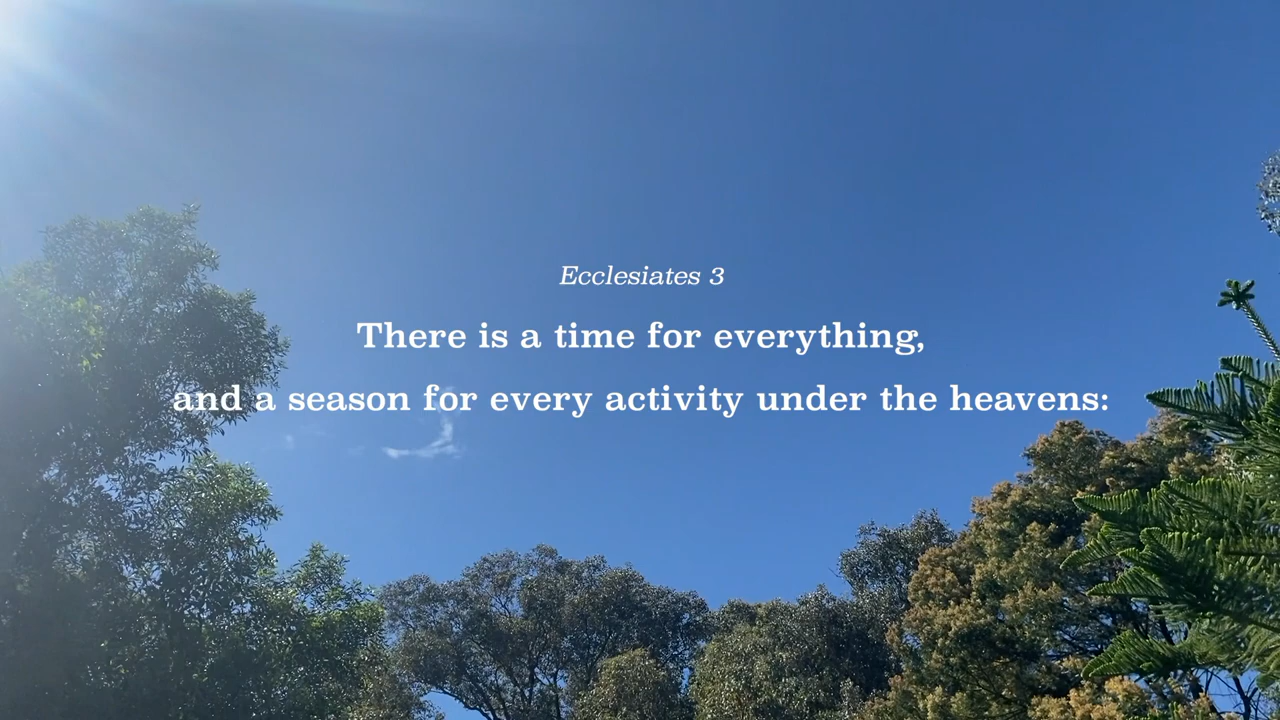 Ecclesiates 3
There is a time for everything,
and a season for every activity under the heavens: